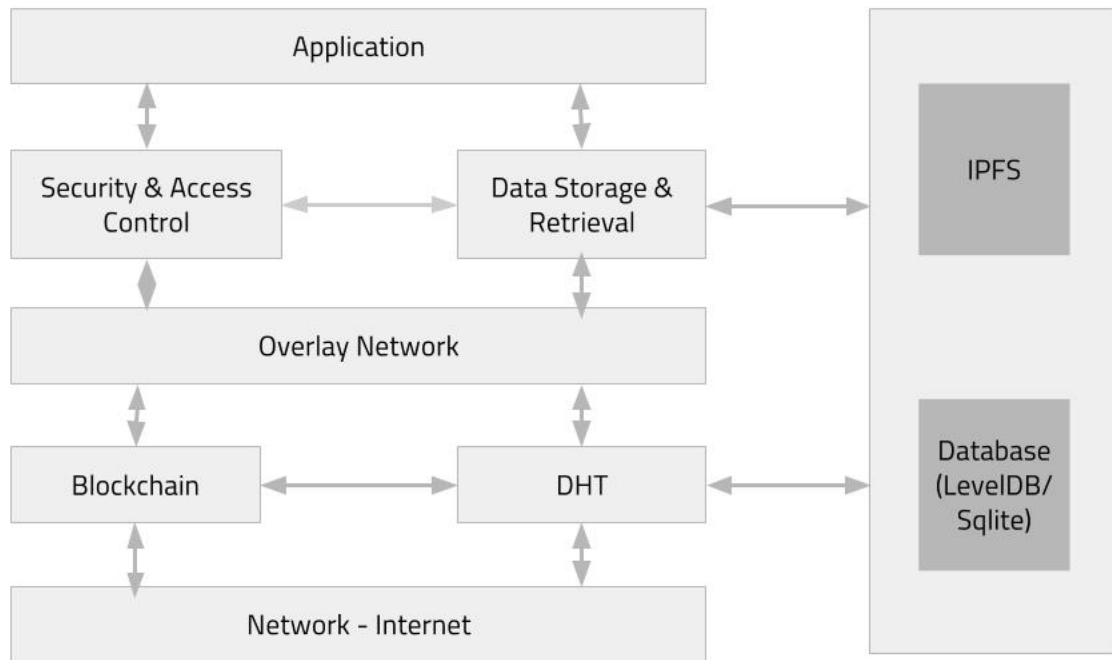 Application
Security & Access
Control
Data Storage &
Retrieval
IPFS
Overlay Network
Blockchain
DHT
Database
(LevelDB/
Sqlite)
Network - Internet